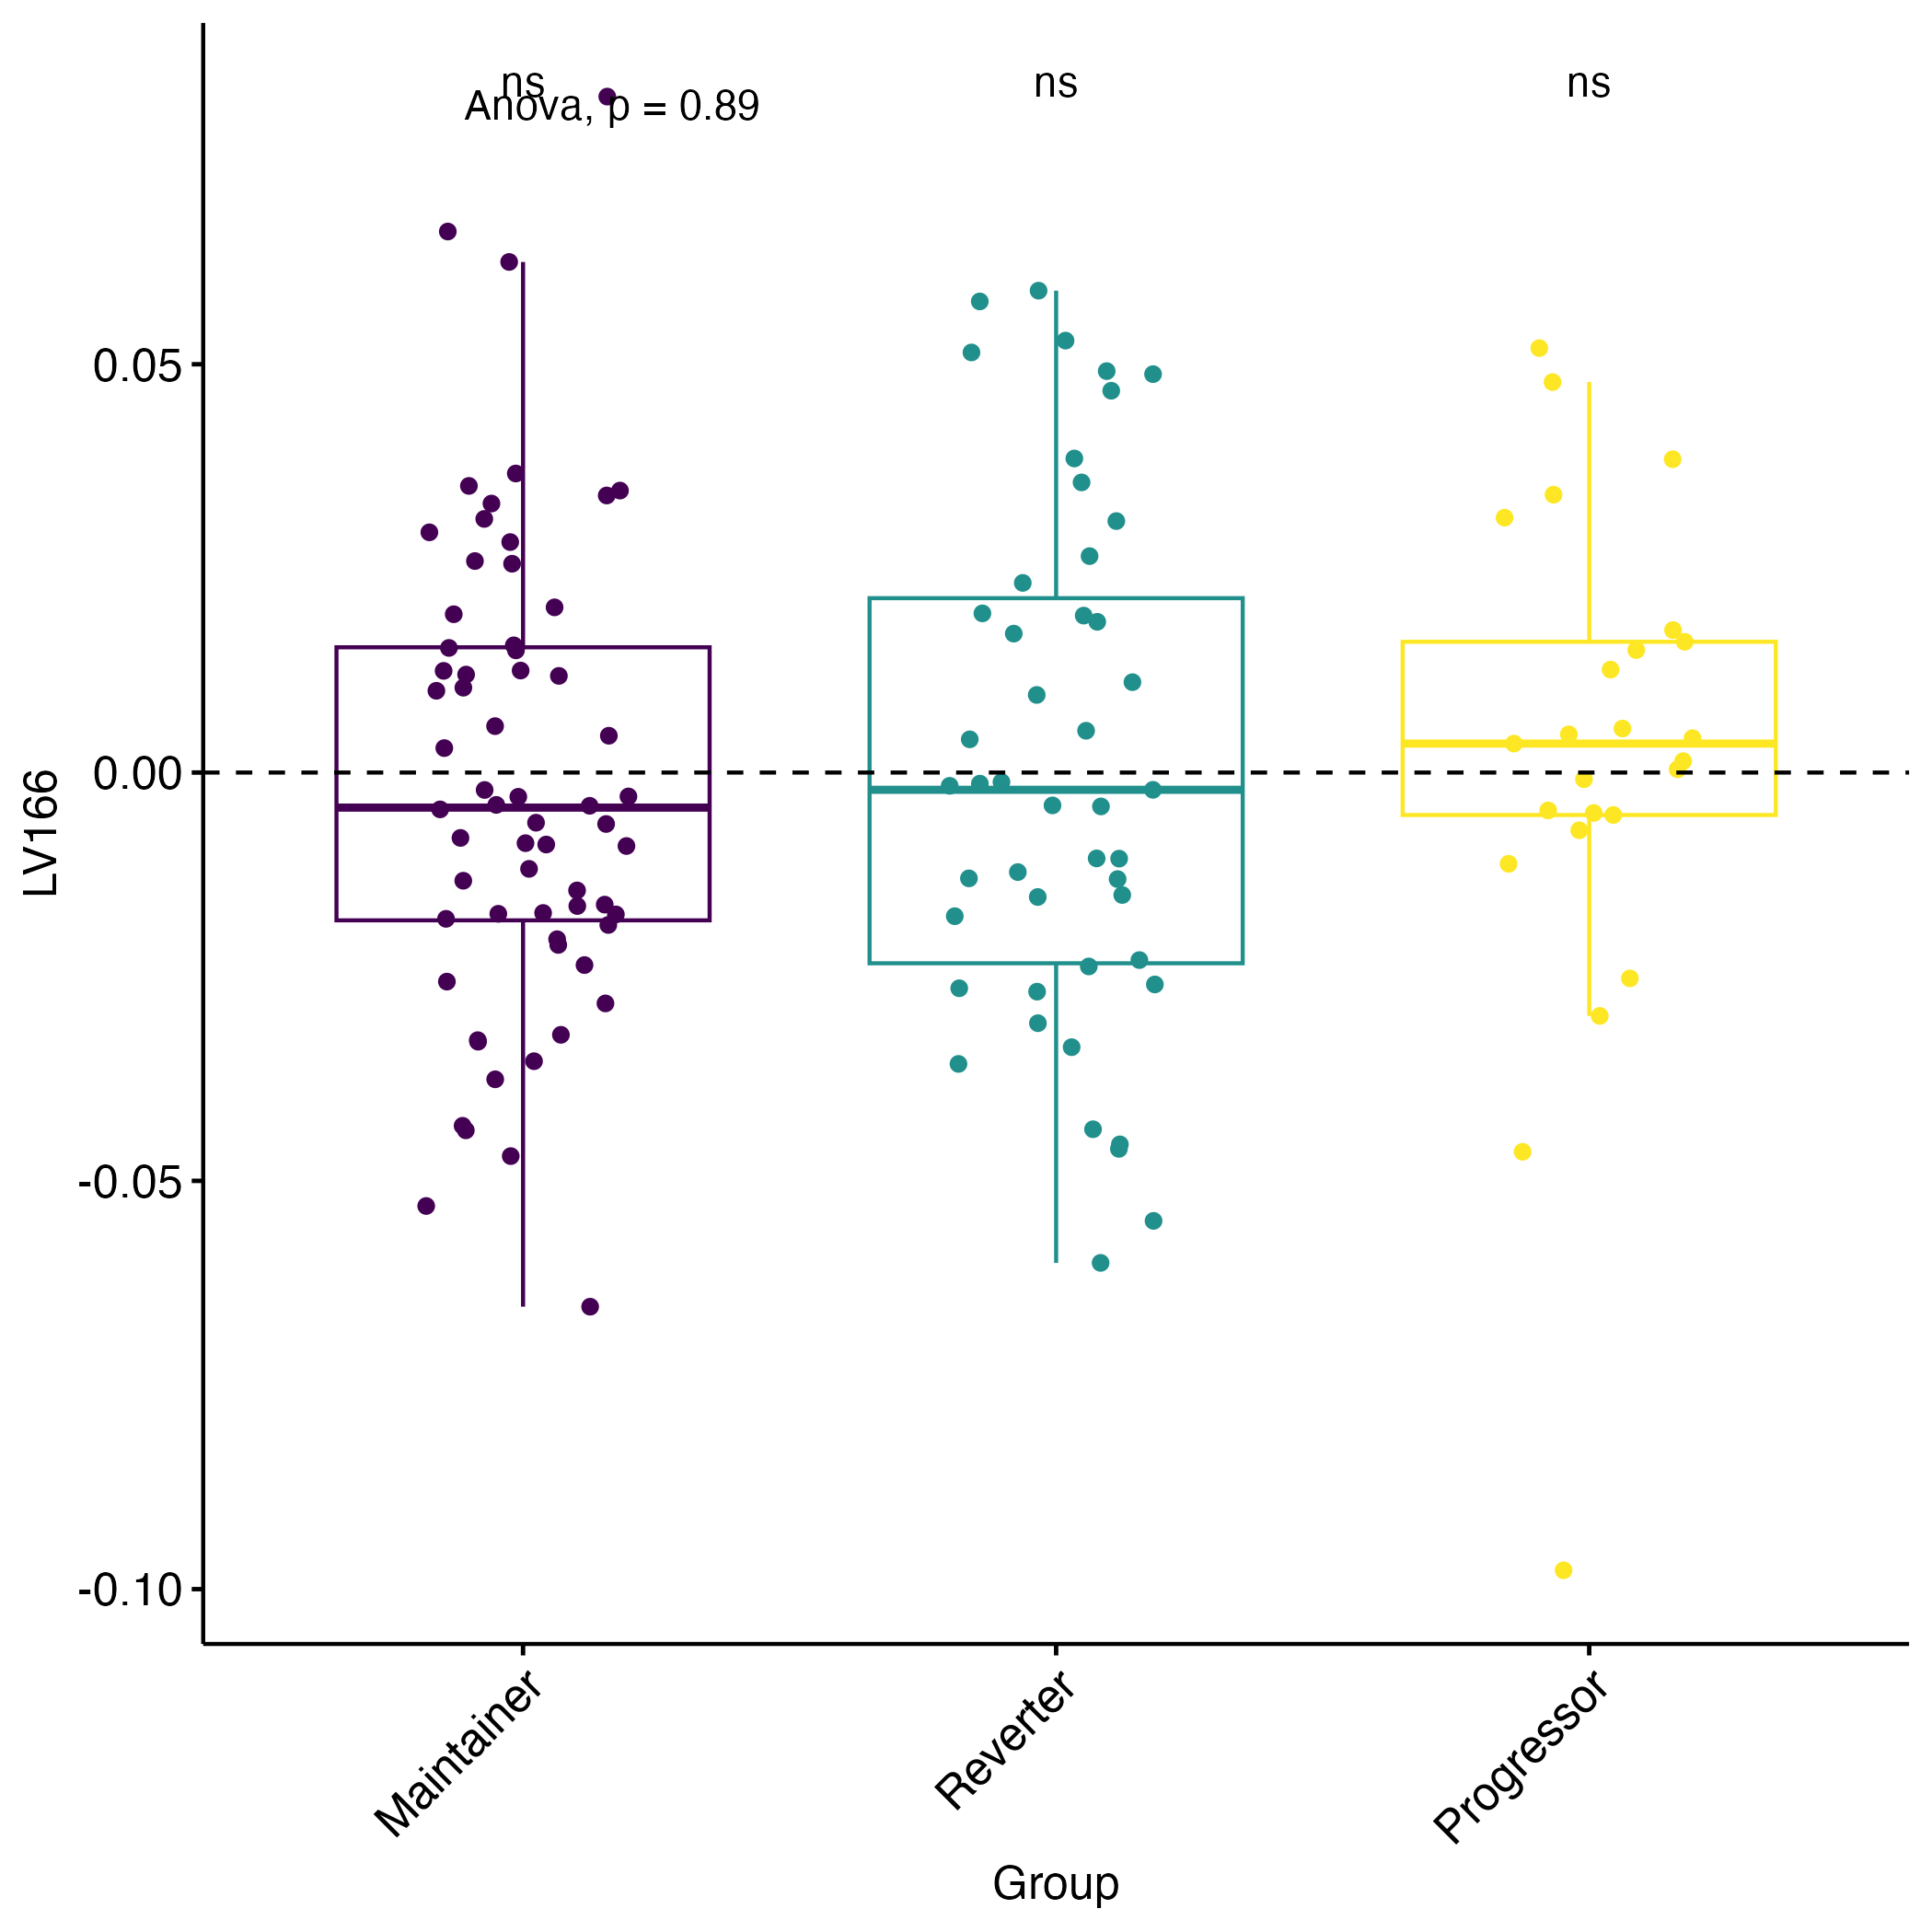 ns
ns
ns
Anova, p = 0.89
0.05
0.00
-0.05
-0.10
LV166
Maintainer
Reverter
Progressor
Group